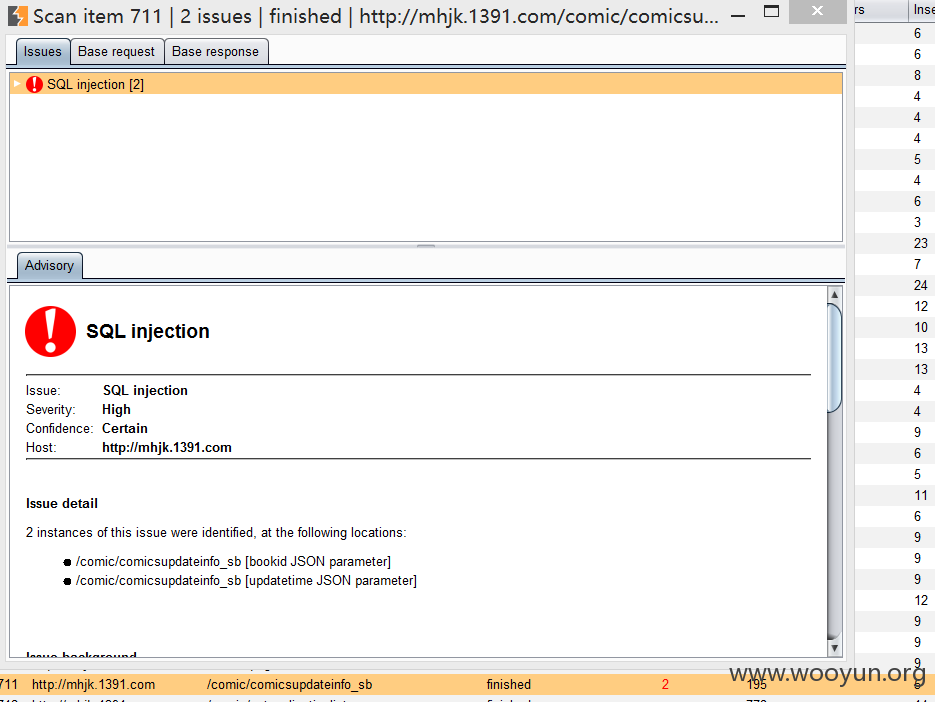 Scan item 711 | 2 issues | finished | http://mhjk.1391.com/comic/comicsu...
Issues
Base request
Base response
SQL injection [2]
Advisory
SQL injection
Issue: SQL injection
Severity: High
Confidence: Certain
Host: http://mhjk.1391.com
Issue detail
2 instances of this issue were identified, at the following locations:
/comic/comicsupdateinfo_sb [bookid JSON parameter]
/comic/comicsupdateinfo_sb [updatetime JSON parameter]
Issue background
rs
Inse
6
6
8
4
4
4
5
4
6
3
23
7
24
12
10
13
13
4
4
9
6
5
11
6
9
9
9
12
9
9
9
711 http://mhjk.1391.com /comic/comicsupdateinfo_sb finished 2 195
www.wooyun.org